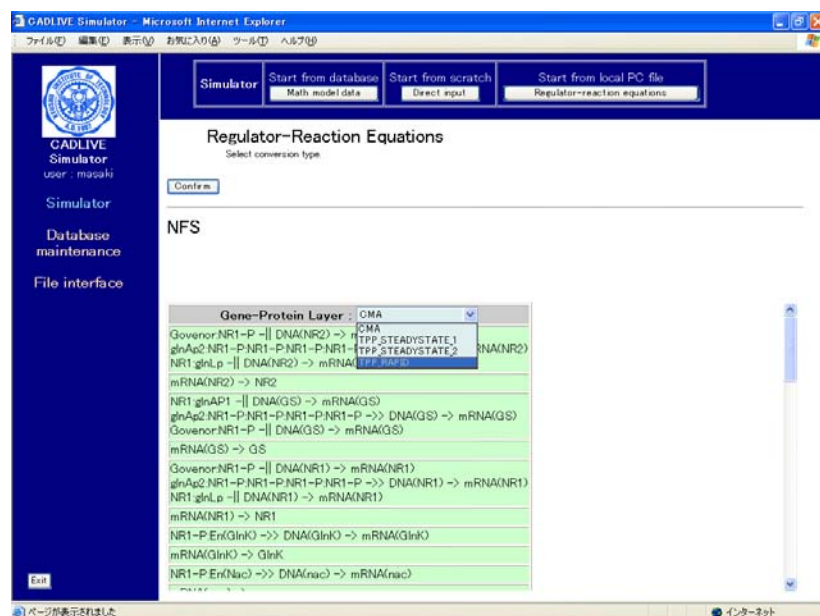 CADLIVE Simulator - Microsoft Internet Explorer
ファイル(F) 編集(E) 表示(V) お気に入り(A) ツール(T) ヘルプ(H)
CADLIVE
Simulator
user : masaki
Simulator
Database
maintenance
File interface
Exit
Simulator
Start from database
Math model data
Start from scratch
Direct input
Start from local PC file
Regulator-reaction equations
Regulator-Reaction Equations
Select conversion type.
Confirm
NFS
Gene-Protein Layer : CMA
CMA
TPP_STEADYSTATE_1
TPP_STEADYSTATE_2
TPP_RAPID
Govenor:NR1-P -|| DNA(NR2) -> m
glnAp2:NR1-P:NR1-P:NR1-P:NR1- RNA(NR2)
NR1:glnLp -|| DNA(NR2) -> mRNA(
mRNA(NR2) -> NR2
NR1:glnAP1 -|| DNA(GS) -> mRNA(GS)
glnAp2:NR1-P:NR1-P:NR1-P:NR1-P ->> DNA(GS) -> mRNA(GS)
Govenor:NR1-P -|| DNA(GS) -> mRNA(GS)
mRNA(GS) -> GS
Govenor:NR1-P -|| DNA(NR1) -> mRNA(NR1)
glnAp2:NR1-P:NR1-P:NR1-P:NR1-P ->> DNA(NR1) -> mRNA(NR1)
NR1:glnLp -|| DNA(NR1) -> mRNA(NR1)
mRNA(NR1) -> NR1
NR1-P:En(GlnK) ->> DNA(GlnK) -> mRNA(GlnK)
mRNA(GlnK) -> GlnK
NR1-P:En(Nac) ->> DNA(nac) -> mRNA(nac)
ページが表示されました
インターネット